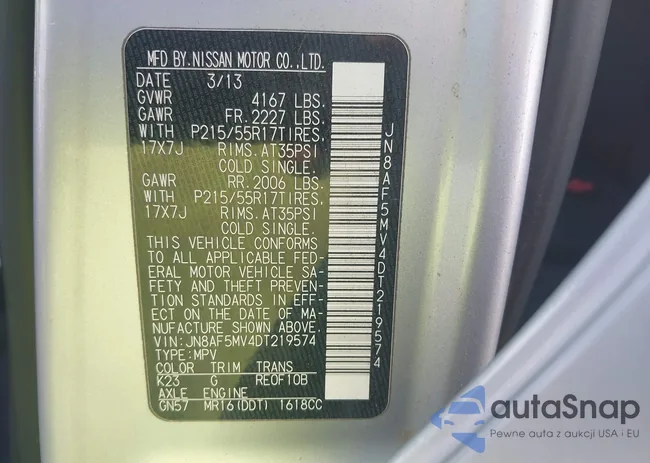 MFD BY.NISSAN MOTOR CO.,LTD.
DATE 3/13
GVWR 4167 LBS.
GAWR FR. 2227 LBS.
WITH P215/55R17TIRES.
17X7J RIMS.AT35PSI
COLD SINGLE.
GAWR RR. 2006 LBS.
WITH P215/55R17TIRES.
17X7J RIMS.AT35PSI
COLD SINGLE.
THIS VEHICLE CONFORMS
TO ALL APPLICABLE FED-
ERAL MOTOR VEHICLE SA-
FETY AND THEFT PREVEN-
TION STANDARDS IN EFF-
ECT ON THE DATE OF MA-
NUFACTURE SHOWN ABOVE.
VIN:JN8AF5MV4DT219574
TYPE:MPV
COLOR TRIM TRANS
K23 G RE0F10B
AXLE ENGINE
GN57 MR16(DDT) 1618CC
JN8AF5MV4DT219574
autaSnap
Pewne auta z aukcji USA i EU